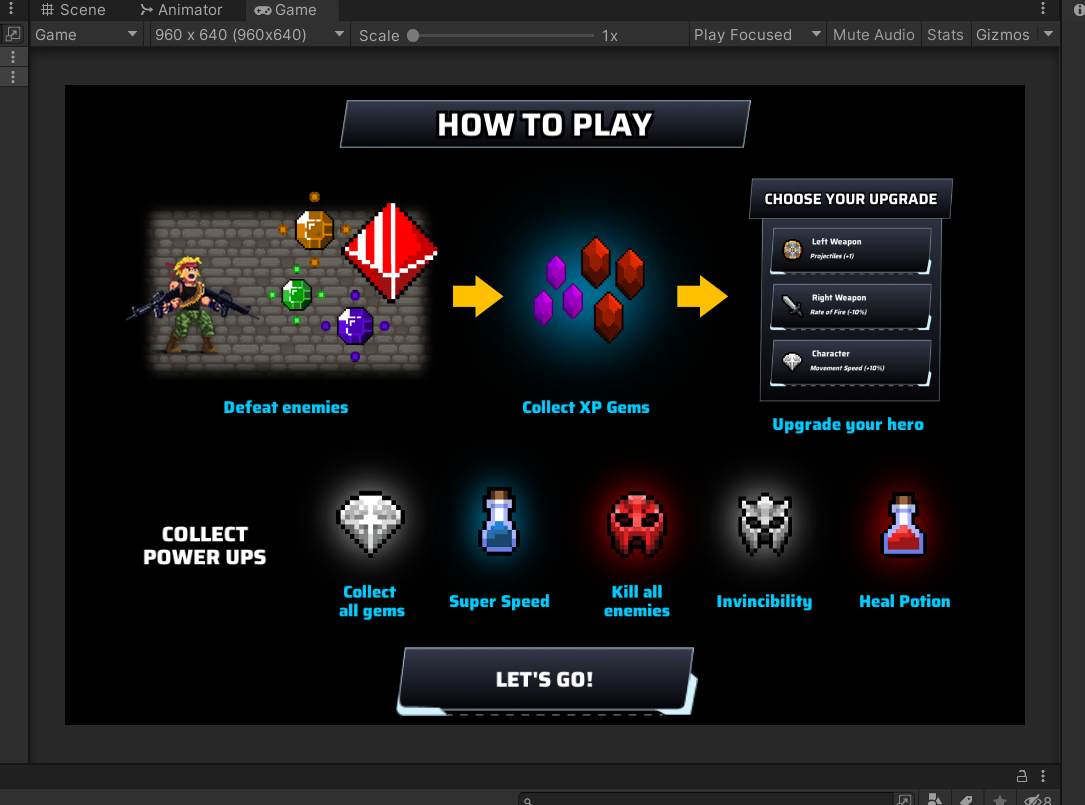 Scene
Animator
Game
Game
960 x 640 (960x640)
Scale
1x
Play Focused
Mute Audio
Stats
Gizmos
HOW TO PLAY
CHOOSE YOUR UPGRADE
Left Weapon
Projectiles (+1)
Right Weapon
Rate of Fire (-10%)
Character
Movement Speed (+10%)
Defeat enemies
Collect XP Gems
Upgrade your hero
COLLECT
POWER UPS
Collect
all gems
Super Speed
Kill all
enemies
Invincibility
Heal Potion
LET'S GO!
8